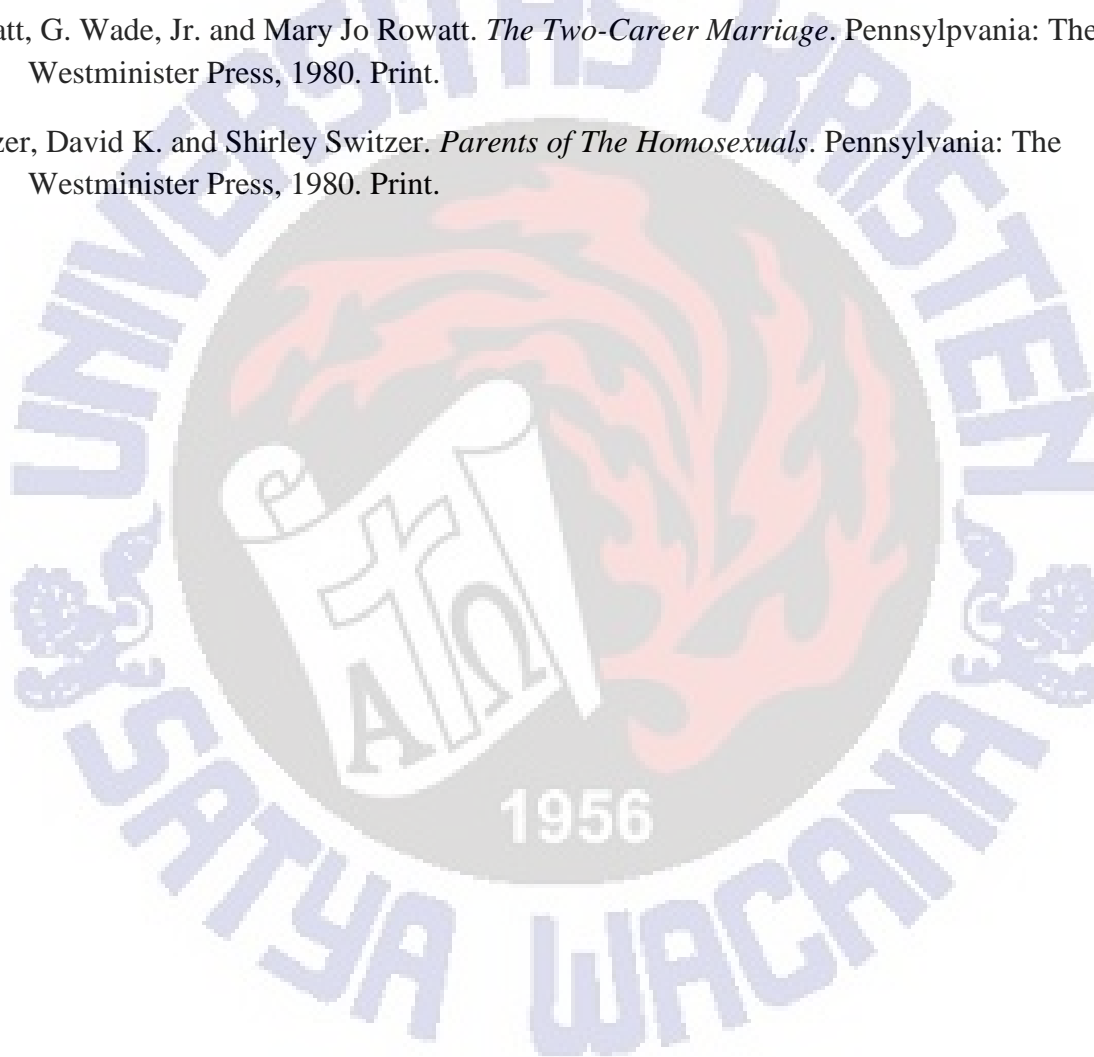 att, G. Wade, Jr. and Mary Jo Rowatt. The Two-Career Marriage. Pennsylpvania: The
Westminister Press, 1980. Print.
zer, David K. and Shirley Switzer. Parents of The Homosexuals. Pennsylvania: The
Westminister Press, 1980. Print.
UNIVERSITAS KRISTEN
SATYA WACANA
ΑΩ
1956